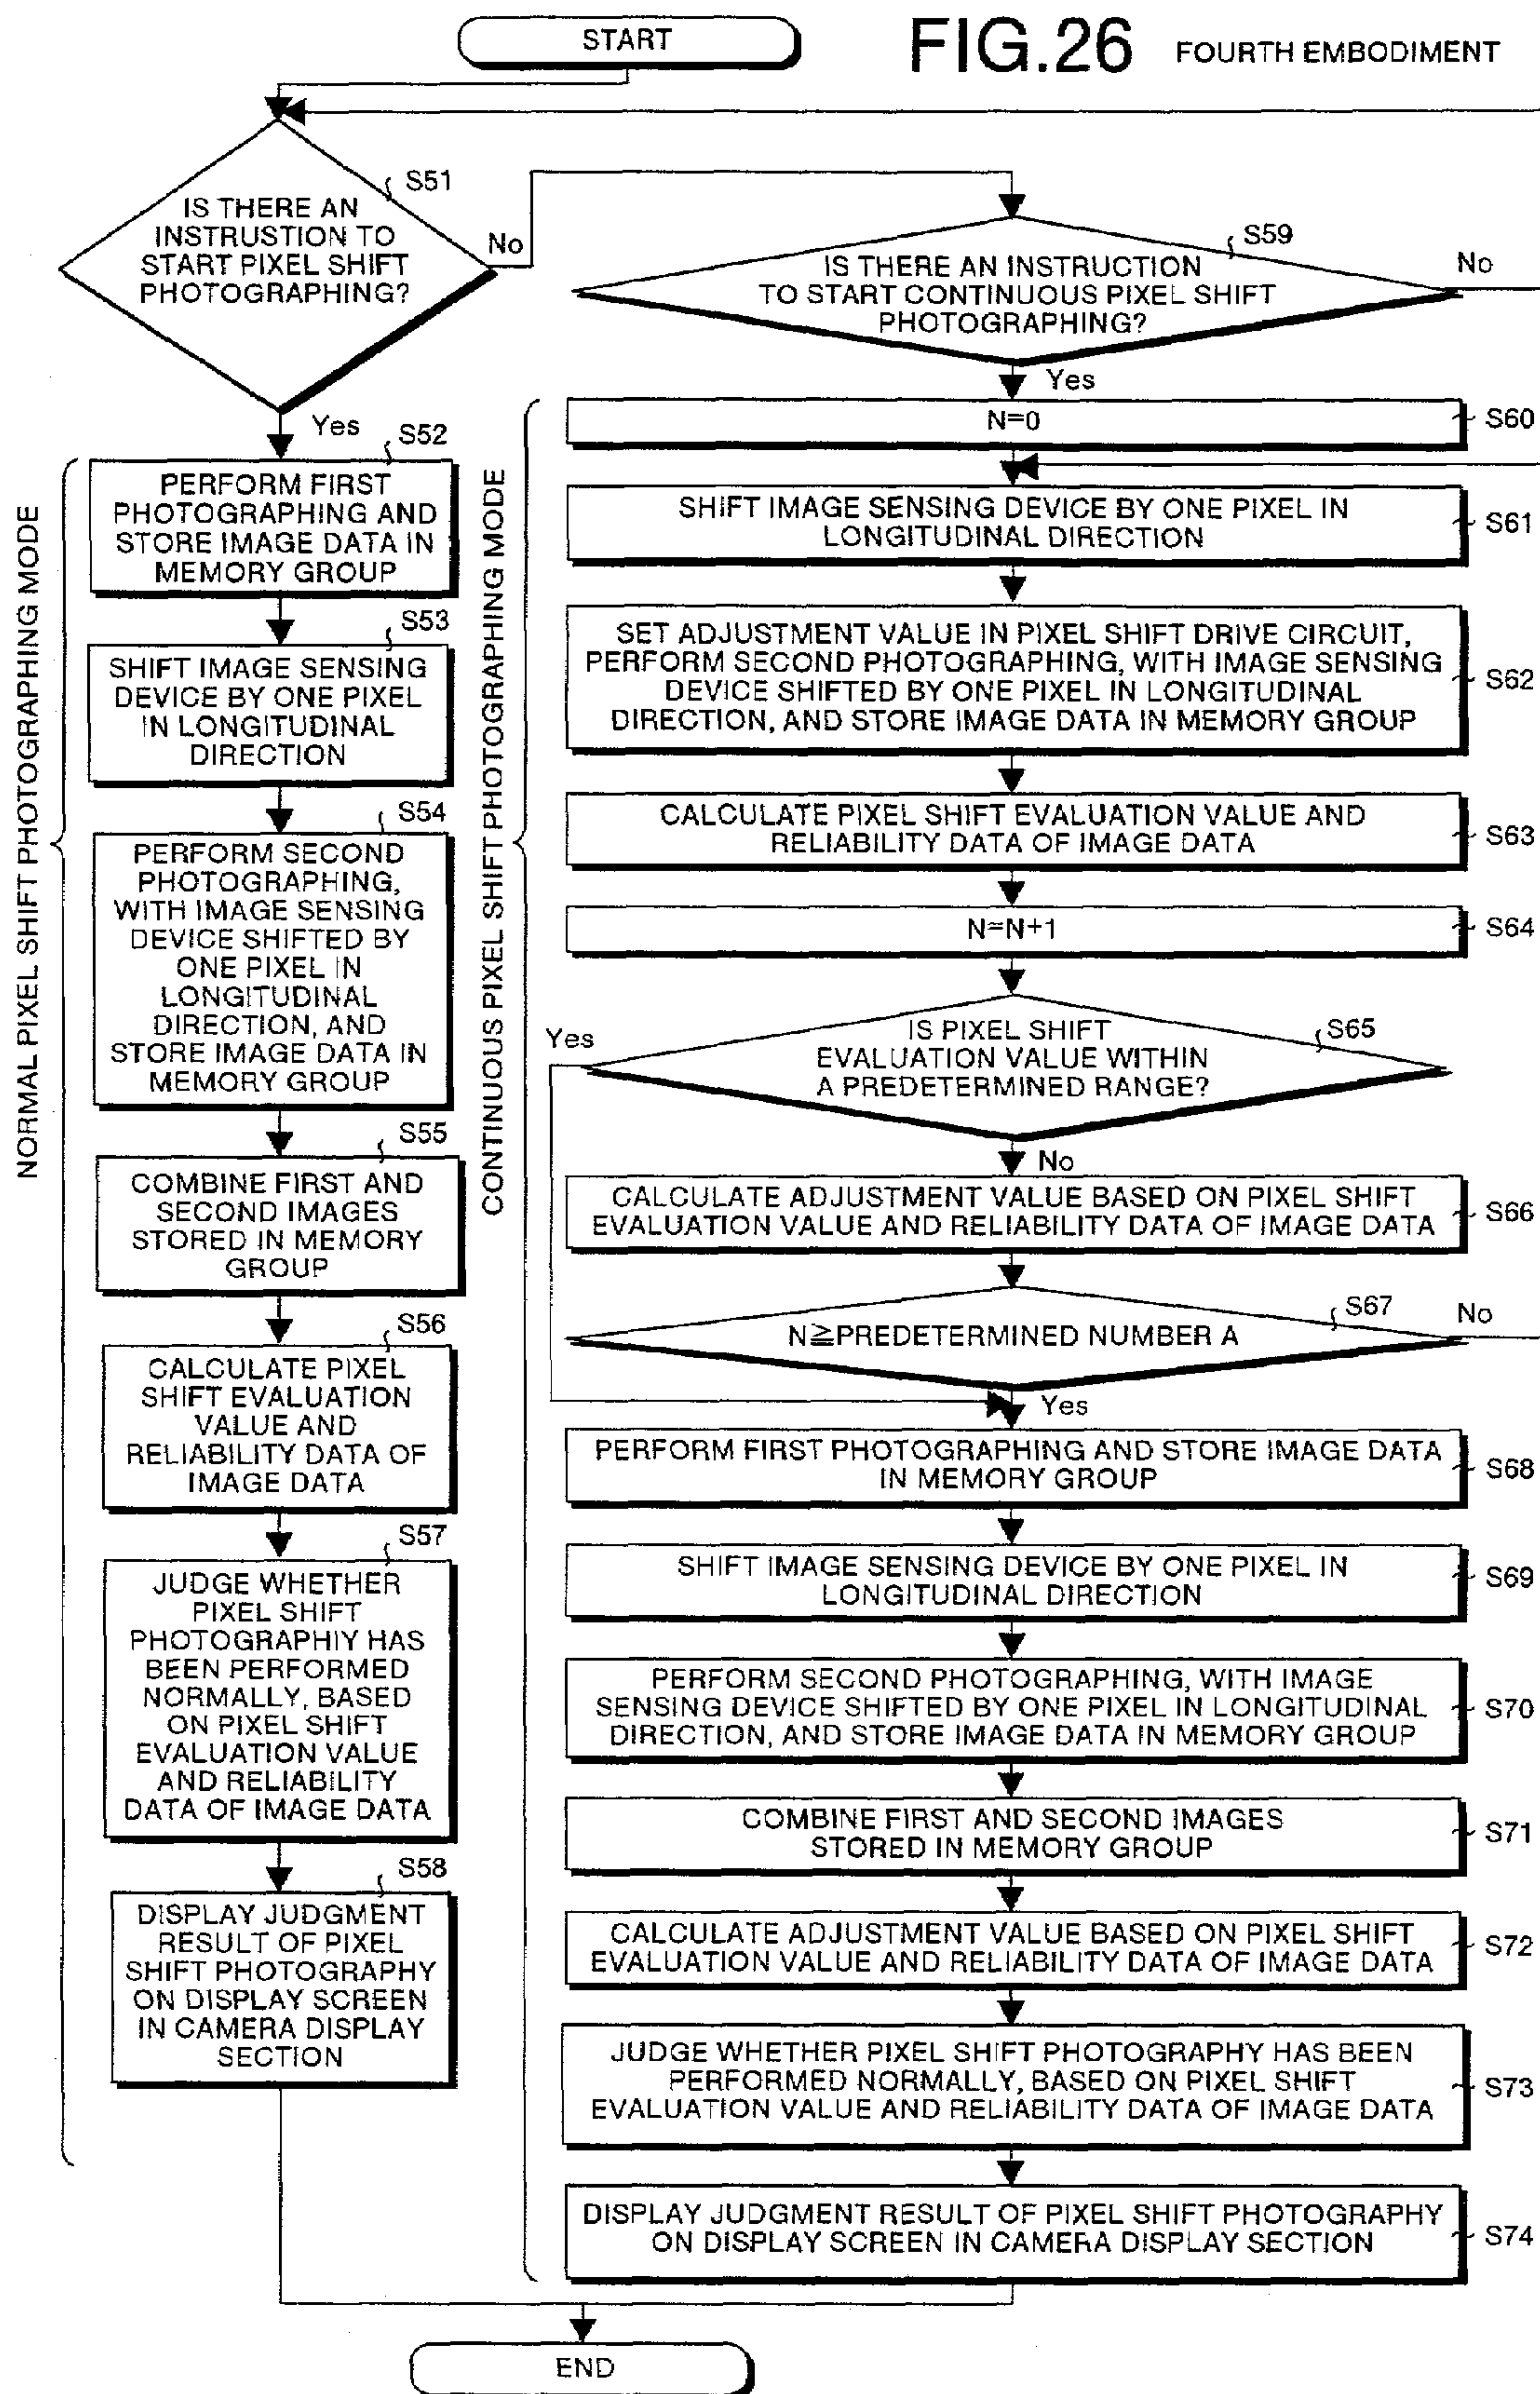 START
FIG.26 FOURTH EMBODIMENT
S51
IS THERE AN
INSTRUSTION TO
START PIXEL SHIFT
PHOTOGRAPHING?
No
Yes
NORMAL PIXEL SHIFT PHOTOGRAPHING MODE
S52
PERFORM FIRST
PHOTOGRAPHING AND
STORE IMAGE DATA IN
MEMORY GROUP
S53
SHIFT IMAGE SENSING
DEVICE BY ONE PIXEL
IN LONGITUDINAL
DIRECTION
S54
PERFORM SECOND
PHOTOGRAPHING,
WITH IMAGE SENSING
DEVICE SHIFTED BY
ONE PIXEL IN
LONGITUDINAL
DIRECTION, AND
STORE IMAGE DATA IN
MEMORY GROUP
S55
COMBINE FIRST AND
SECOND IMAGES
STORED IN MEMORY
GROUP
S56
CALCULATE PIXEL
SHIFT EVALUATION
VALUE AND
RELIABILITY DATA OF
IMAGE DATA
S57
JUDGE WHETHER
PIXEL SHIFT
PHOTOGRAPHIY HAS
BEEN PERFORMED
NORMALLY, BASED
ON PIXEL SHIFT
EVALUATION VALUE
AND RELIABILITY
DATA OF IMAGE DATA
S58
DISPLAY JUDGMENT
RESULT OF PIXEL
SHIFT PHOTOGRAPHY
ON DISPLAY SCREEN
IN CAMERA DISPLAY
SECTION
S59
IS THERE AN INSTRUCTION
TO START CONTINUOUS PIXEL SHIFT
PHOTOGRAPHING?
No
Yes
CONTINUOUS PIXEL SHIFT PHOTOGRAPHING MODE
N=0
S60
SHIFT IMAGE SENSING DEVICE BY ONE PIXEL IN
LONGITUDINAL DIRECTION
S61
SET ADJUSTMENT VALUE IN PIXEL SHIFT DRIVE CIRCUIT,
PERFORM SECOND PHOTOGRAPHING, WITH IMAGE SENSING
DEVICE SHIFTED BY ONE PIXEL IN LONGITUDINAL
DIRECTION, AND STORE IMAGE DATA IN MEMORY GROUP
S62
CALCULATE PIXEL SHIFT EVALUATION VALUE AND
RELIABILITY DATA OF IMAGE DATA
S63
N=N+1
S64
IS PIXEL SHIFT
EVALUATION VALUE WITHIN
A PREDETERMINED RANGE?
S65
Yes
No
CALCULATE ADJUSTMENT VALUE BASED ON PIXEL SHIFT
EVALUATION VALUE AND RELIABILITY DATA OF IMAGE DATA
S66
N≧PREDETERMINED NUMBER A
S67
No
Yes
PERFORM FIRST PHOTOGRAPHING AND STORE IMAGE DATA
IN MEMORY GROUP
S68
SHIFT IMAGE SENSING DEVICE BY ONE PIXEL IN
LONGITUDINAL DIRECTION
S69
PERFORM SECOND PHOTOGRAPHING, WITH IMAGE
SENSING DEVICE SHIFTED BY ONE PIXEL IN LONGITUDINAL
DIRECTION, AND STORE IMAGE DATA IN MEMORY GROUP
S70
COMBINE FIRST AND SECOND IMAGES
STORED IN MEMORY GROUP
S71
CALCULATE ADJUSTMENT VALUE BASED ON PIXEL SHIFT
EVALUATION VALUE AND RELIABILITY DATA OF IMAGE DATA
S72
JUDGE WHETHER PIXEL SHIFT PHOTOGRAPHY HAS BEEN
PERFORMED NORMALLY, BASED ON PIXEL SHIFT
EVALUATION VALUE AND RELIABILITY DATA OF IMAGE DATA
S73
DISPLAY JUDGMENT RESULT OF PIXEL SHIFT PHOTOGRAPHY
ON DISPLAY SCREEN IN CAMERA DISPLAY SECTION
S74
END